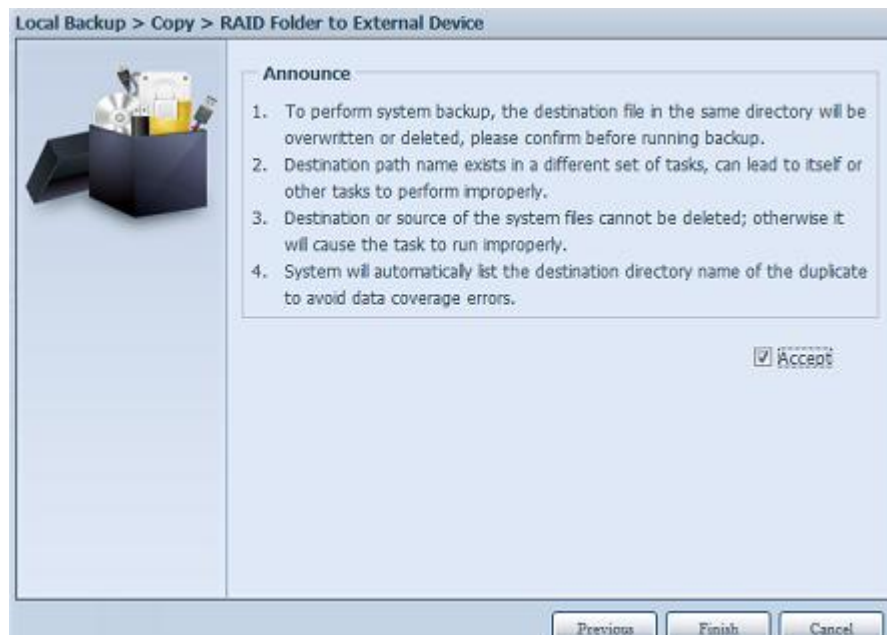 Local Backup > Copy > RAID Folder to External Device
Announce
1. To perform system backup, the destination file in the same directory will be
overwritten or deleted, please confirm before running backup.
2. Destination path name exists in a different set of tasks, can lead to itself or
other tasks to perform improperly.
3. Destination or source of the system files cannot be deleted; otherwise it
will cause the task to run improperly.
4. System will automatically list the destination directory name of the duplicate
to avoid data coverage errors.
Accept
Previous Finish Cancel